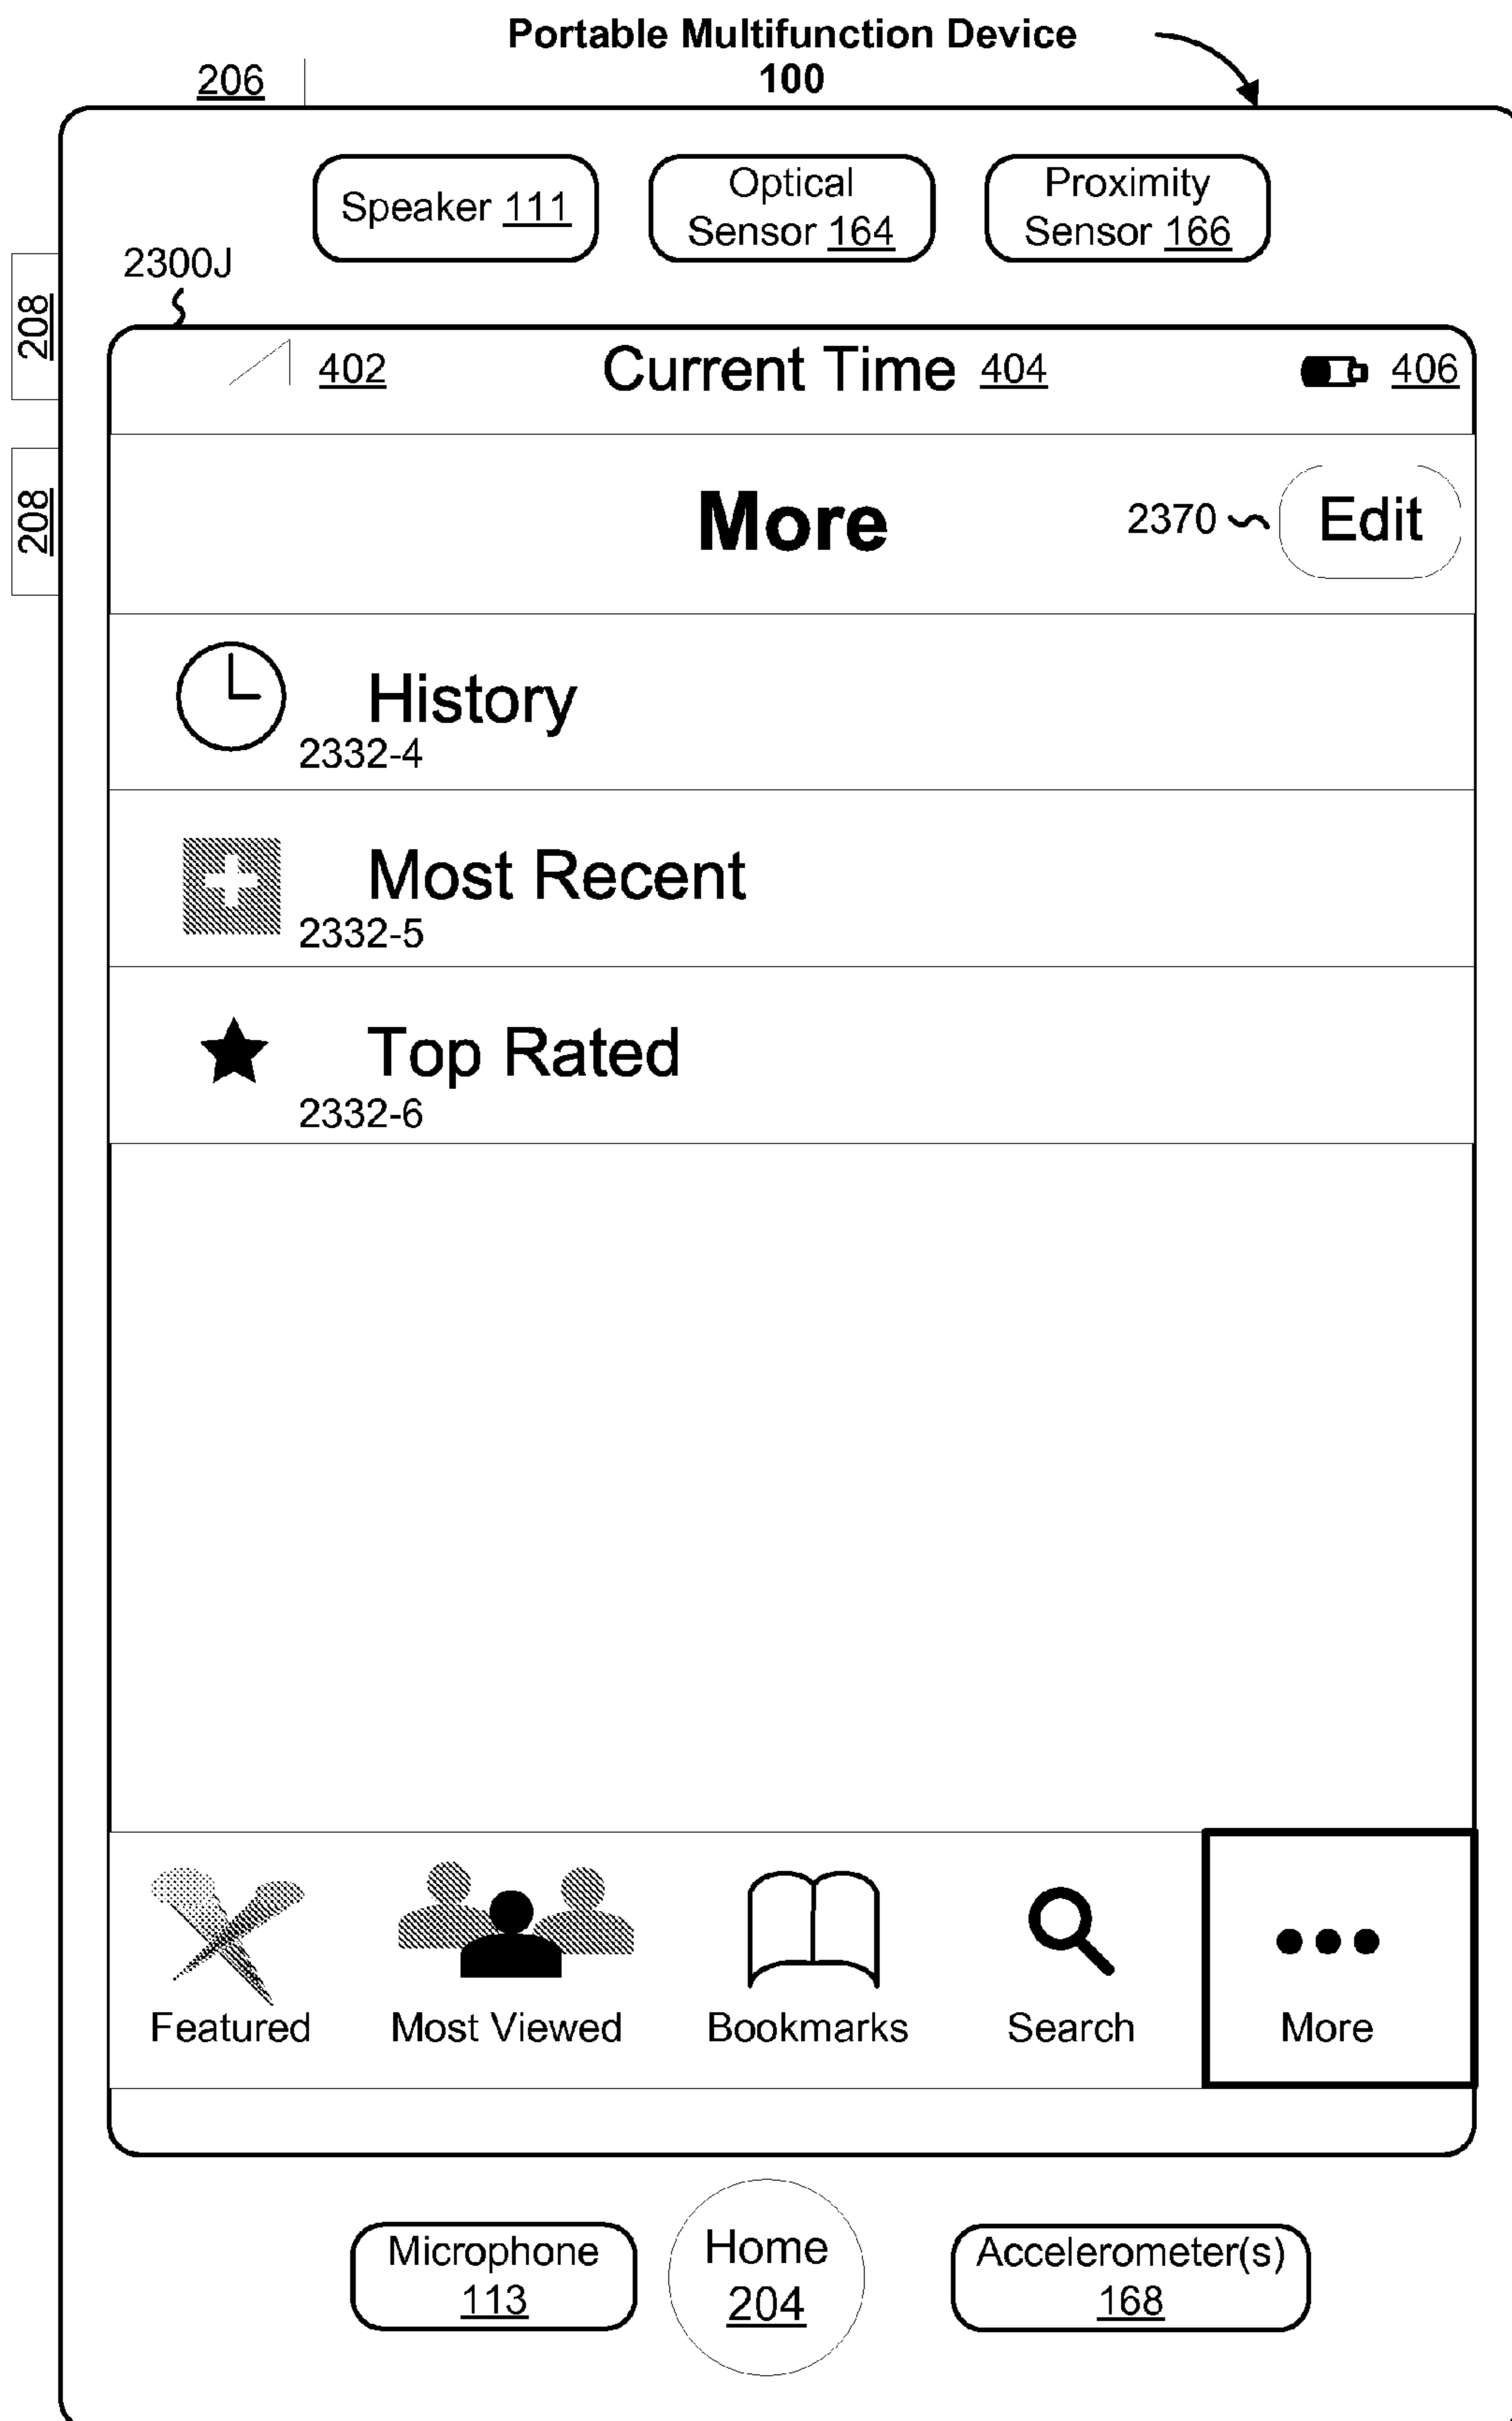 Portable Multifunction Device
100
206
Speaker 111
Optical
Sensor 164
Proximity
Sensor 166
2300J
208
402
Current Time 404
406
208
More
2370
Edit
History
2332-4
Most Recent
2332-5
Top Rated
2332-6
Featured
Most Viewed
Bookmarks
Search
More
Microphone
113
Home
204
Accelerometer(s)
168